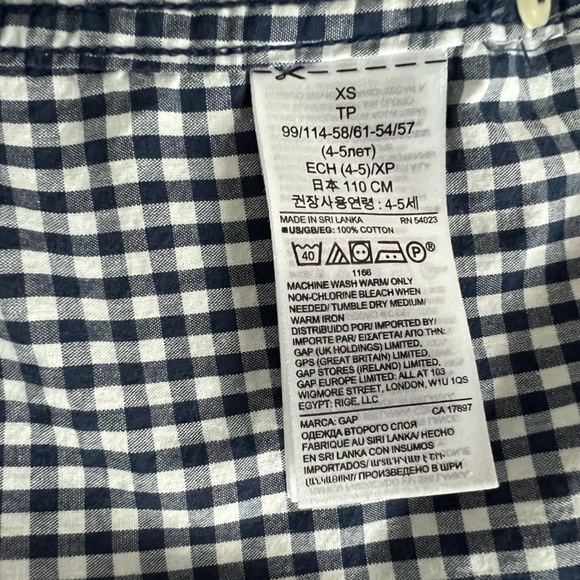 XS
TP
99/114-58/61-54/57
(4-5лет)
ECH (4-5)/XP
日本 110 CM
권장사용연령 : 4-5세
MADE IN SRI LANKA RN 54023
■US/GB/EG: 100% COTTON
40 P®
1166
MACHINE WASH WARM/ ONLY
NON-CHLORINE BLEACH WHEN
NEEDED/ TUMBLE DRY MEDIUM/
WARM IRON
DISTRIBUIDO POR/ IMPORTED BY/
IMPORTE PAR/ ΕΙΣΑΓΕΤΑΙ ΑΠΟ/
GAP (UK HOLDINGS) LIMITED,
GPS (GREAT BRITAIN) LIMITED,
GAP STORES (IRELAND) LIMITED,
GAP EUROPE LIMITED: ALL AT 103
WIGMORE STREET, LONDON, W1U 1QS
EGYPT: RIGE, LLC
MARCA: GAP CA 17897
ОДЕЖДА ВТОРОГО СЛОЯ
FABRIQUE AU SIRI LANKA/ HECHO
EN SRI LANKA CON INSUMOS
IMPORTADOS/
ПРОИЗВЕДЕНО В ШРИ